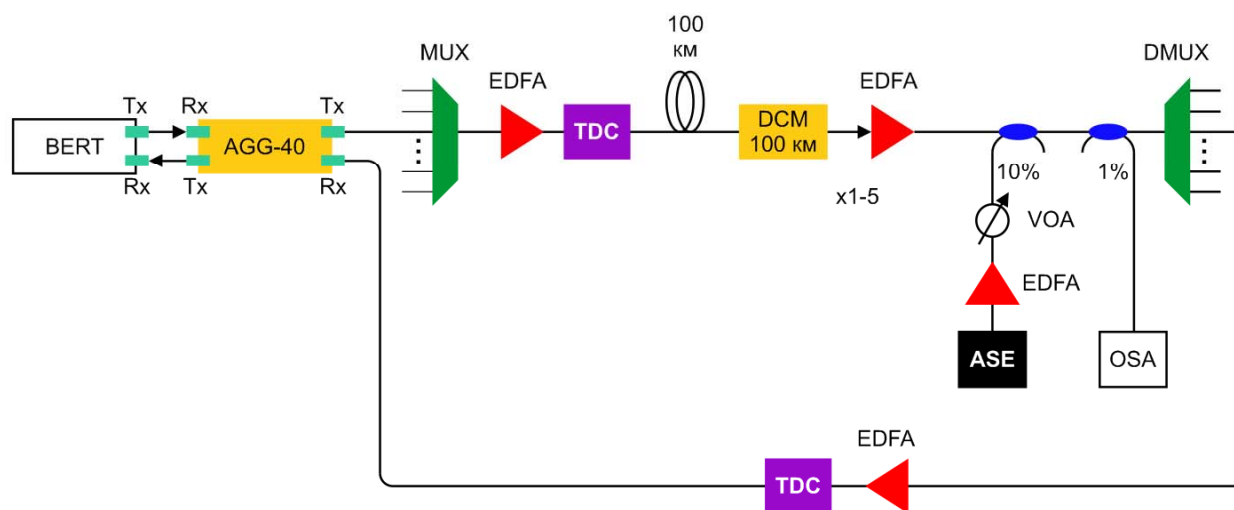 100
км
MUX
DMUX
EDFA
EDFA
Tx
Rx
Tx
BERT
AGG-40
TDC
DCM
100 км
Rx
Tx
Rx
x1-5
10%
1%
VOA
EDFA
ASE
OSA
EDFA
TDC